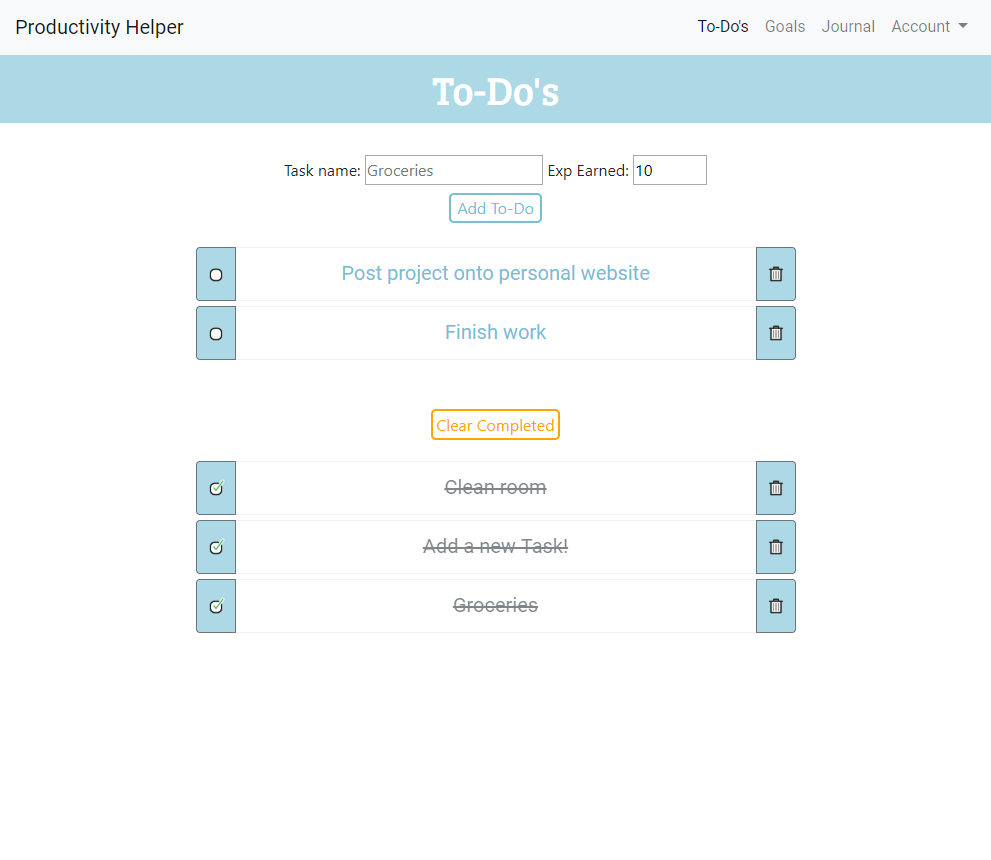 Productivity Helper To-Do's Goals Journal Account
To-Do's
Task name: Groceries Exp Earned: 10
Add To-Do
Post project onto personal website
Finish work
Clear Completed
Clean room
Add a new Task!
Groceries